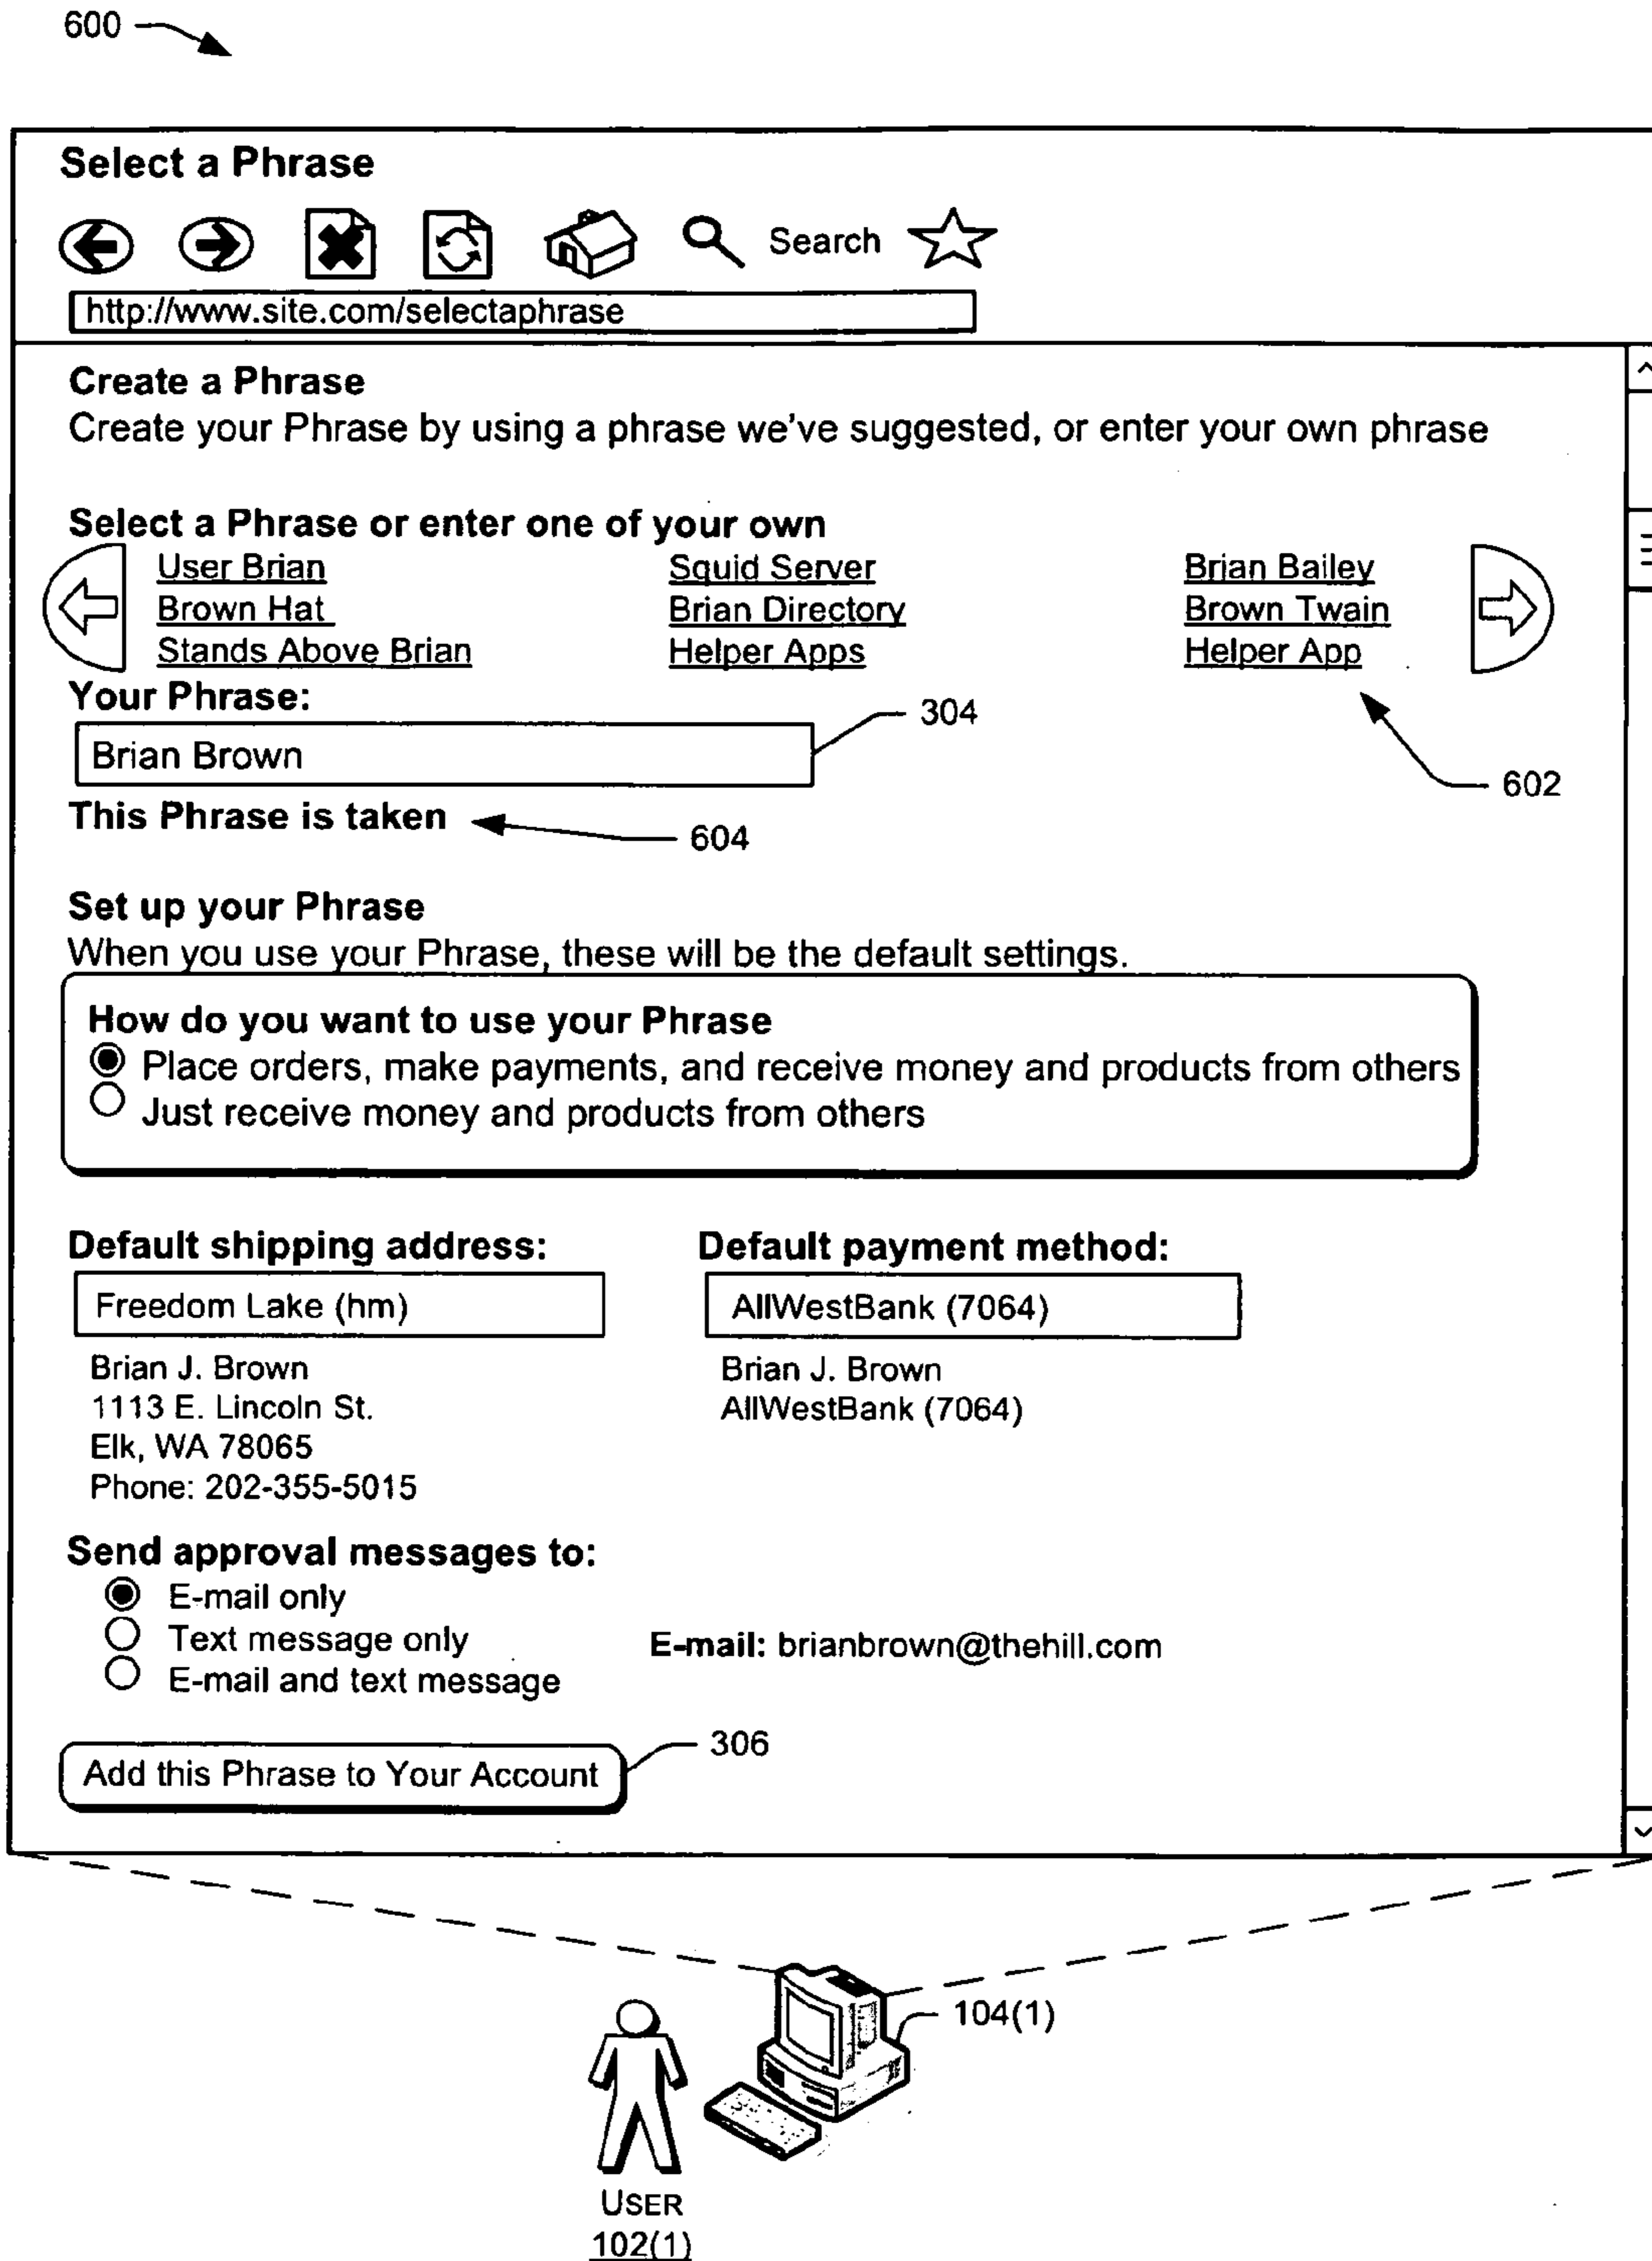 600
Select a Phrase
Search
http://www.site.com/selectaphrase
Create a Phrase
Create your Phrase by using a phrase we've suggested, or enter your own phrase
Select a Phrase or enter one of your own
User Brian Squid Server Brian Bailey
Brown Hat Brian Directory Brown Twain
Stands Above Brian Helper Apps Helper App
Your Phrase:
304
Brian Brown
602
This Phrase is taken
604
Set up your Phrase
When you use your Phrase, these will be the default settings.
How do you want to use your Phrase
Place orders, make payments, and receive money and products from others
Just receive money and products from others
Default shipping address: Default payment method:
Freedom Lake (hm) AllWestBank (7064)
Brian J. Brown Brian J. Brown
1113 E. Lincoln St. AllWestBank (7064)
Elk, WA 78065
Phone: 202-355-5015
Send approval messages to:
E-mail only
Text message only E-mail: brianbrown@thehill.com
E-mail and text message
306
Add this Phrase to Your Account
104(1)
USER
102(1)